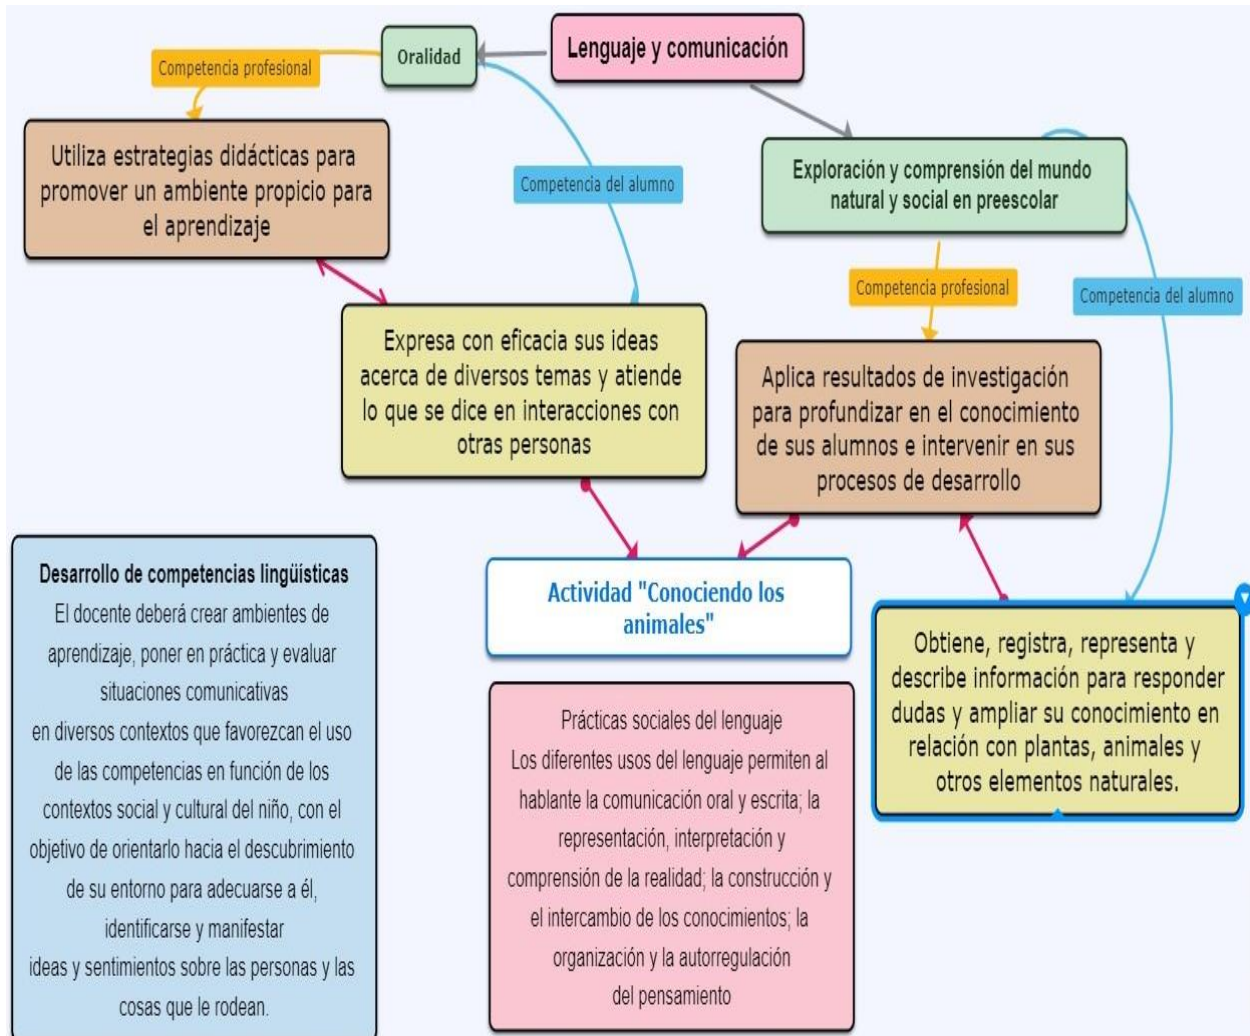 Lenguaje y comunicación
Oralidad
Competencia profesional
Utiliza estrategias didácticas para
promover un ambiente propicio para
el aprendizaje
Competencia del alumno
Expresa con eficacia sus ideas
acerca de diversos temas y atiende
lo que se dice en interacciones con
otras personas
Exploración y comprensión del mundo
natural y social en preescolar
Competencia profesional
Competencia del alumno
Aplica resultados de investigación
para profundizar en el conocimiento
de sus alumnos e intervenir en sus
procesos de desarrollo
Obtiene, registra, representa y
describe información para responder
dudas y ampliar su conocimiento en
relación con plantas, animales y
otros elementos naturales.
Actividad "Conociendo los
animales"
Desarrollo de competencias lingüísticas
El docente deberá crear ambientes de
aprendizaje, poner en práctica y evaluar
situaciones comunicativas
en diversos contextos que favorezcan el uso
de las competencias en función de los
contextos social y cultural del niño, con el
objetivo de orientarlo hacia el descubrimiento
de su entorno para adecuarse a él,
identificarse y manifestar
ideas y sentimientos sobre las personas y las
cosas que le rodean.
Prácticas sociales del lenguaje
Los diferentes usos del lenguaje permiten al
hablante la comunicación oral y escrita; la
representación, interpretación y
comprensión de la realidad; la construcción y
el intercambio de los conocimientos; la
organización y la autorregulación
del pensamiento